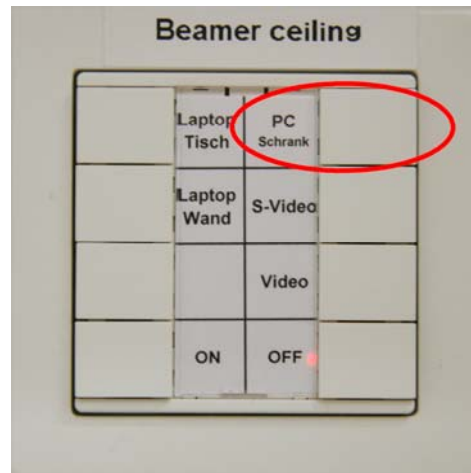 Beamer ceiling
Laptop
Tisch
PC
Schrank
Laptop
Wand
S-Video
Video
ON
OFF